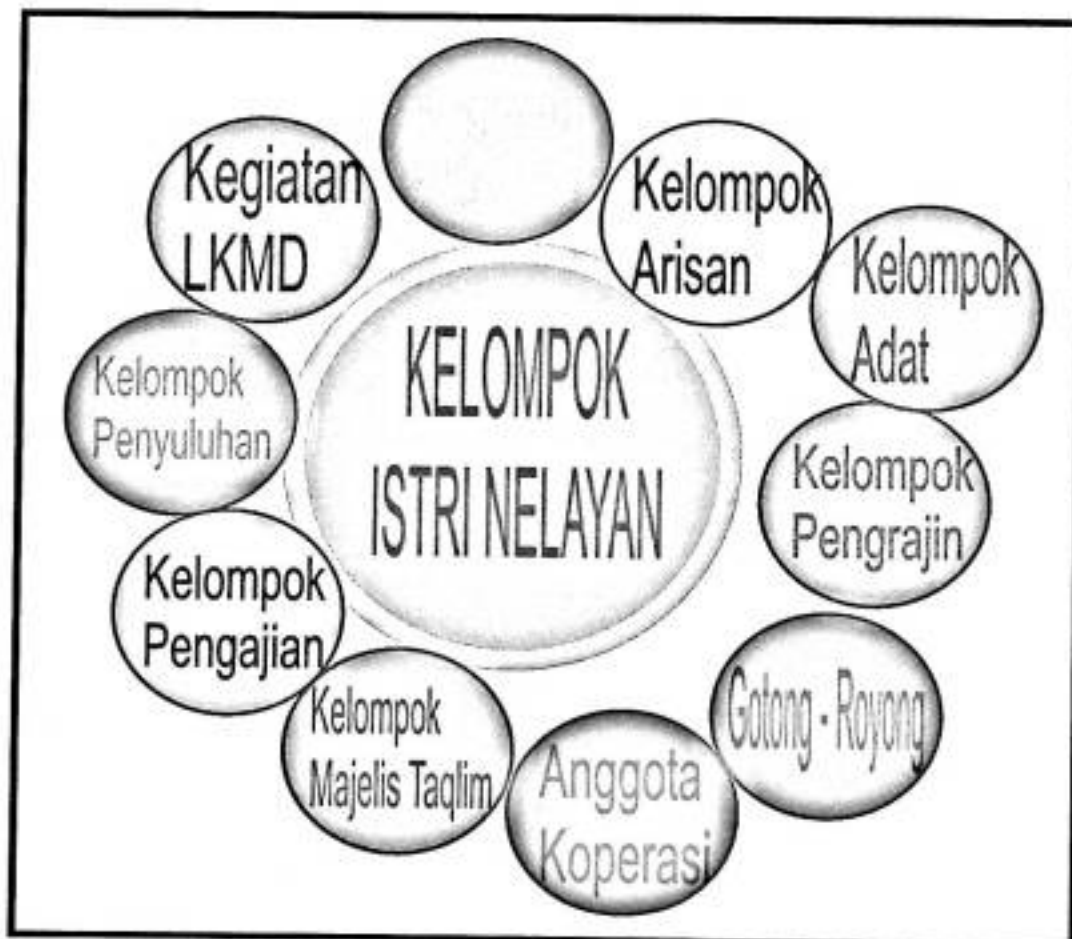 Kegiatan
LKMD
Kelompok
Arisan
Kelompok
Adat
Kelompok
Penyuluhan
KELOMPOK
ISTRI NELAYAN
Kelompok
Pengrajin
Kelompok
Pengajian
Gotong - Royong
Kelompok
Majelis Taqlim
Anggota
Koperasi